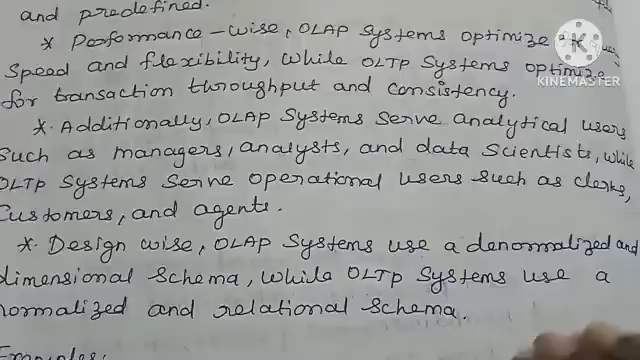 and predefined.
* Performance-wise, OLAP Systems optimize
Speed and flexibility, while OLTP Systems optimize
for transaction throughput and consistency.
* Additionally, OLAP Systems Serve analytical users
Such as managers, analysts, and data Scientists, while
OLTP Systems Serve operational users such as clerks,
Customers, and agents.
* Design wise, OLAP Systems use a denormalized and
dimensional schema, while OLTP Systems use a
normalized and relational schema.
KINEMASTER